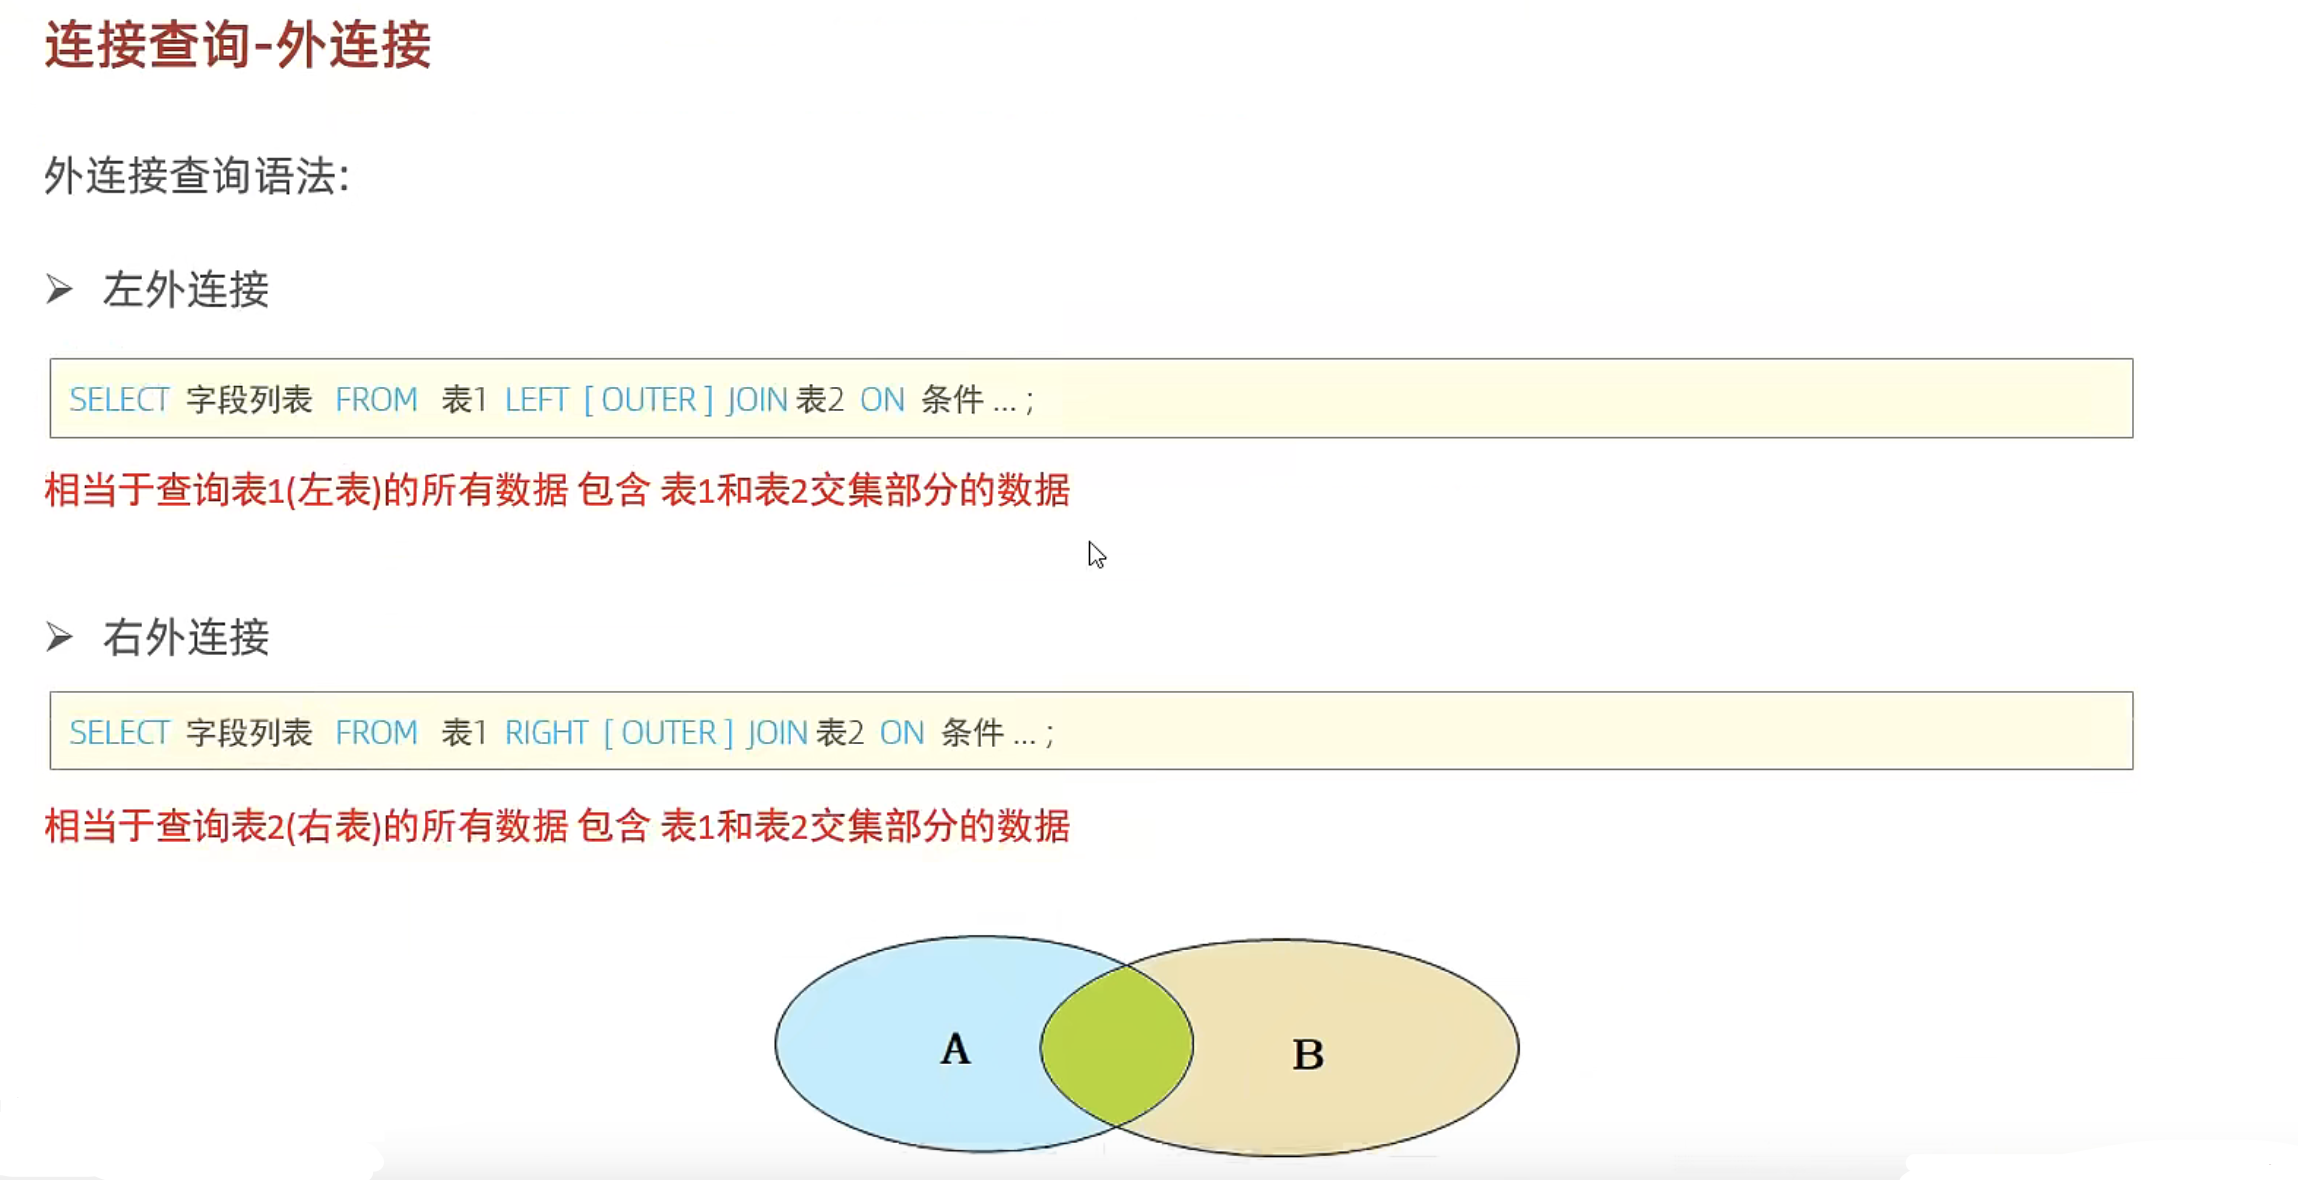 连接查询-外连接
外连接查询语法:
左外连接
SELECT 字段列表 FROM 表1 LEFT [ OUTER ] JOIN 表2 ON 条件 ... ;
相当于查询表1(左表)的所有数据 包含 表1和表2交集部分的数据
右外连接
SELECT 字段列表 FROM 表1 RIGHT [ OUTER ] JOIN 表2 ON 条件 ... ;
相当于查询表2(右表)的所有数据 包含 表1和表2交集部分的数据
A
B